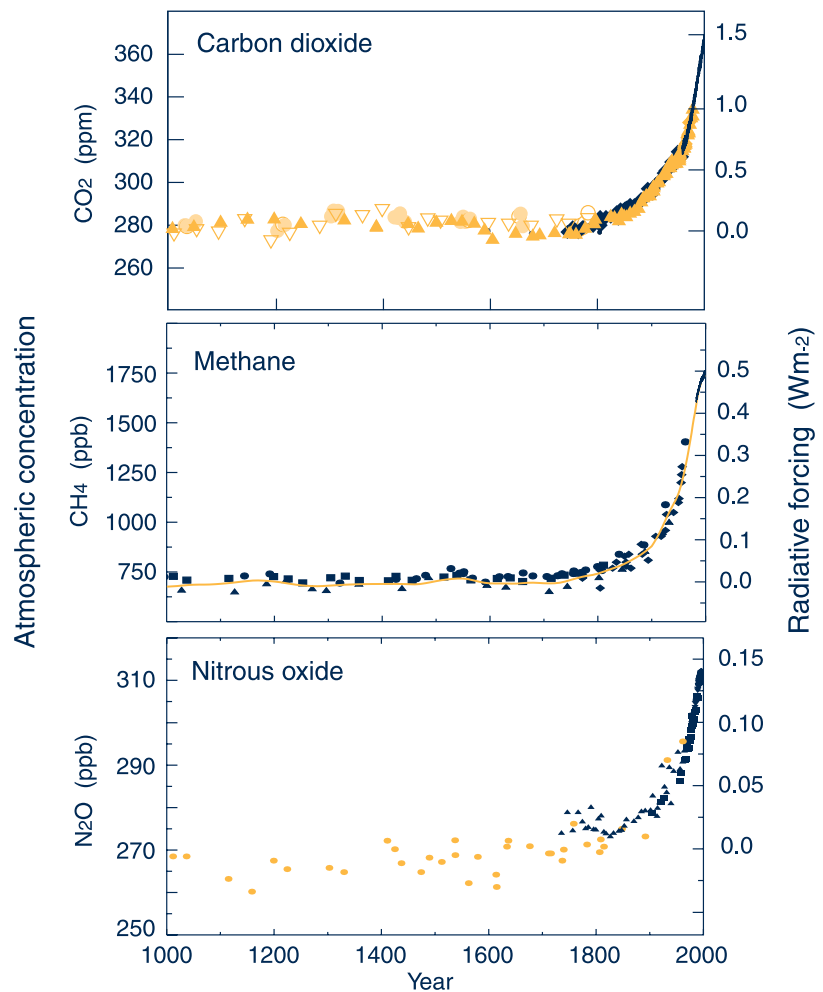 Atmospheric concentration
Radiative forcing (Wm-2)
Carbon dioxide
CO2 (ppm)
360
340
320
300
280
260
1.5
1.0
0.5
0.0
Methane
CH4 (ppb)
1750
1500
1250
1000
750
0.5
0.4
0.3
0.2
0.1
0.0
Nitrous oxide
N2O (ppb)
310
290
270
250
0.15
0.10
0.05
0.0
1000 1200 1400 1600 1800 2000
Year